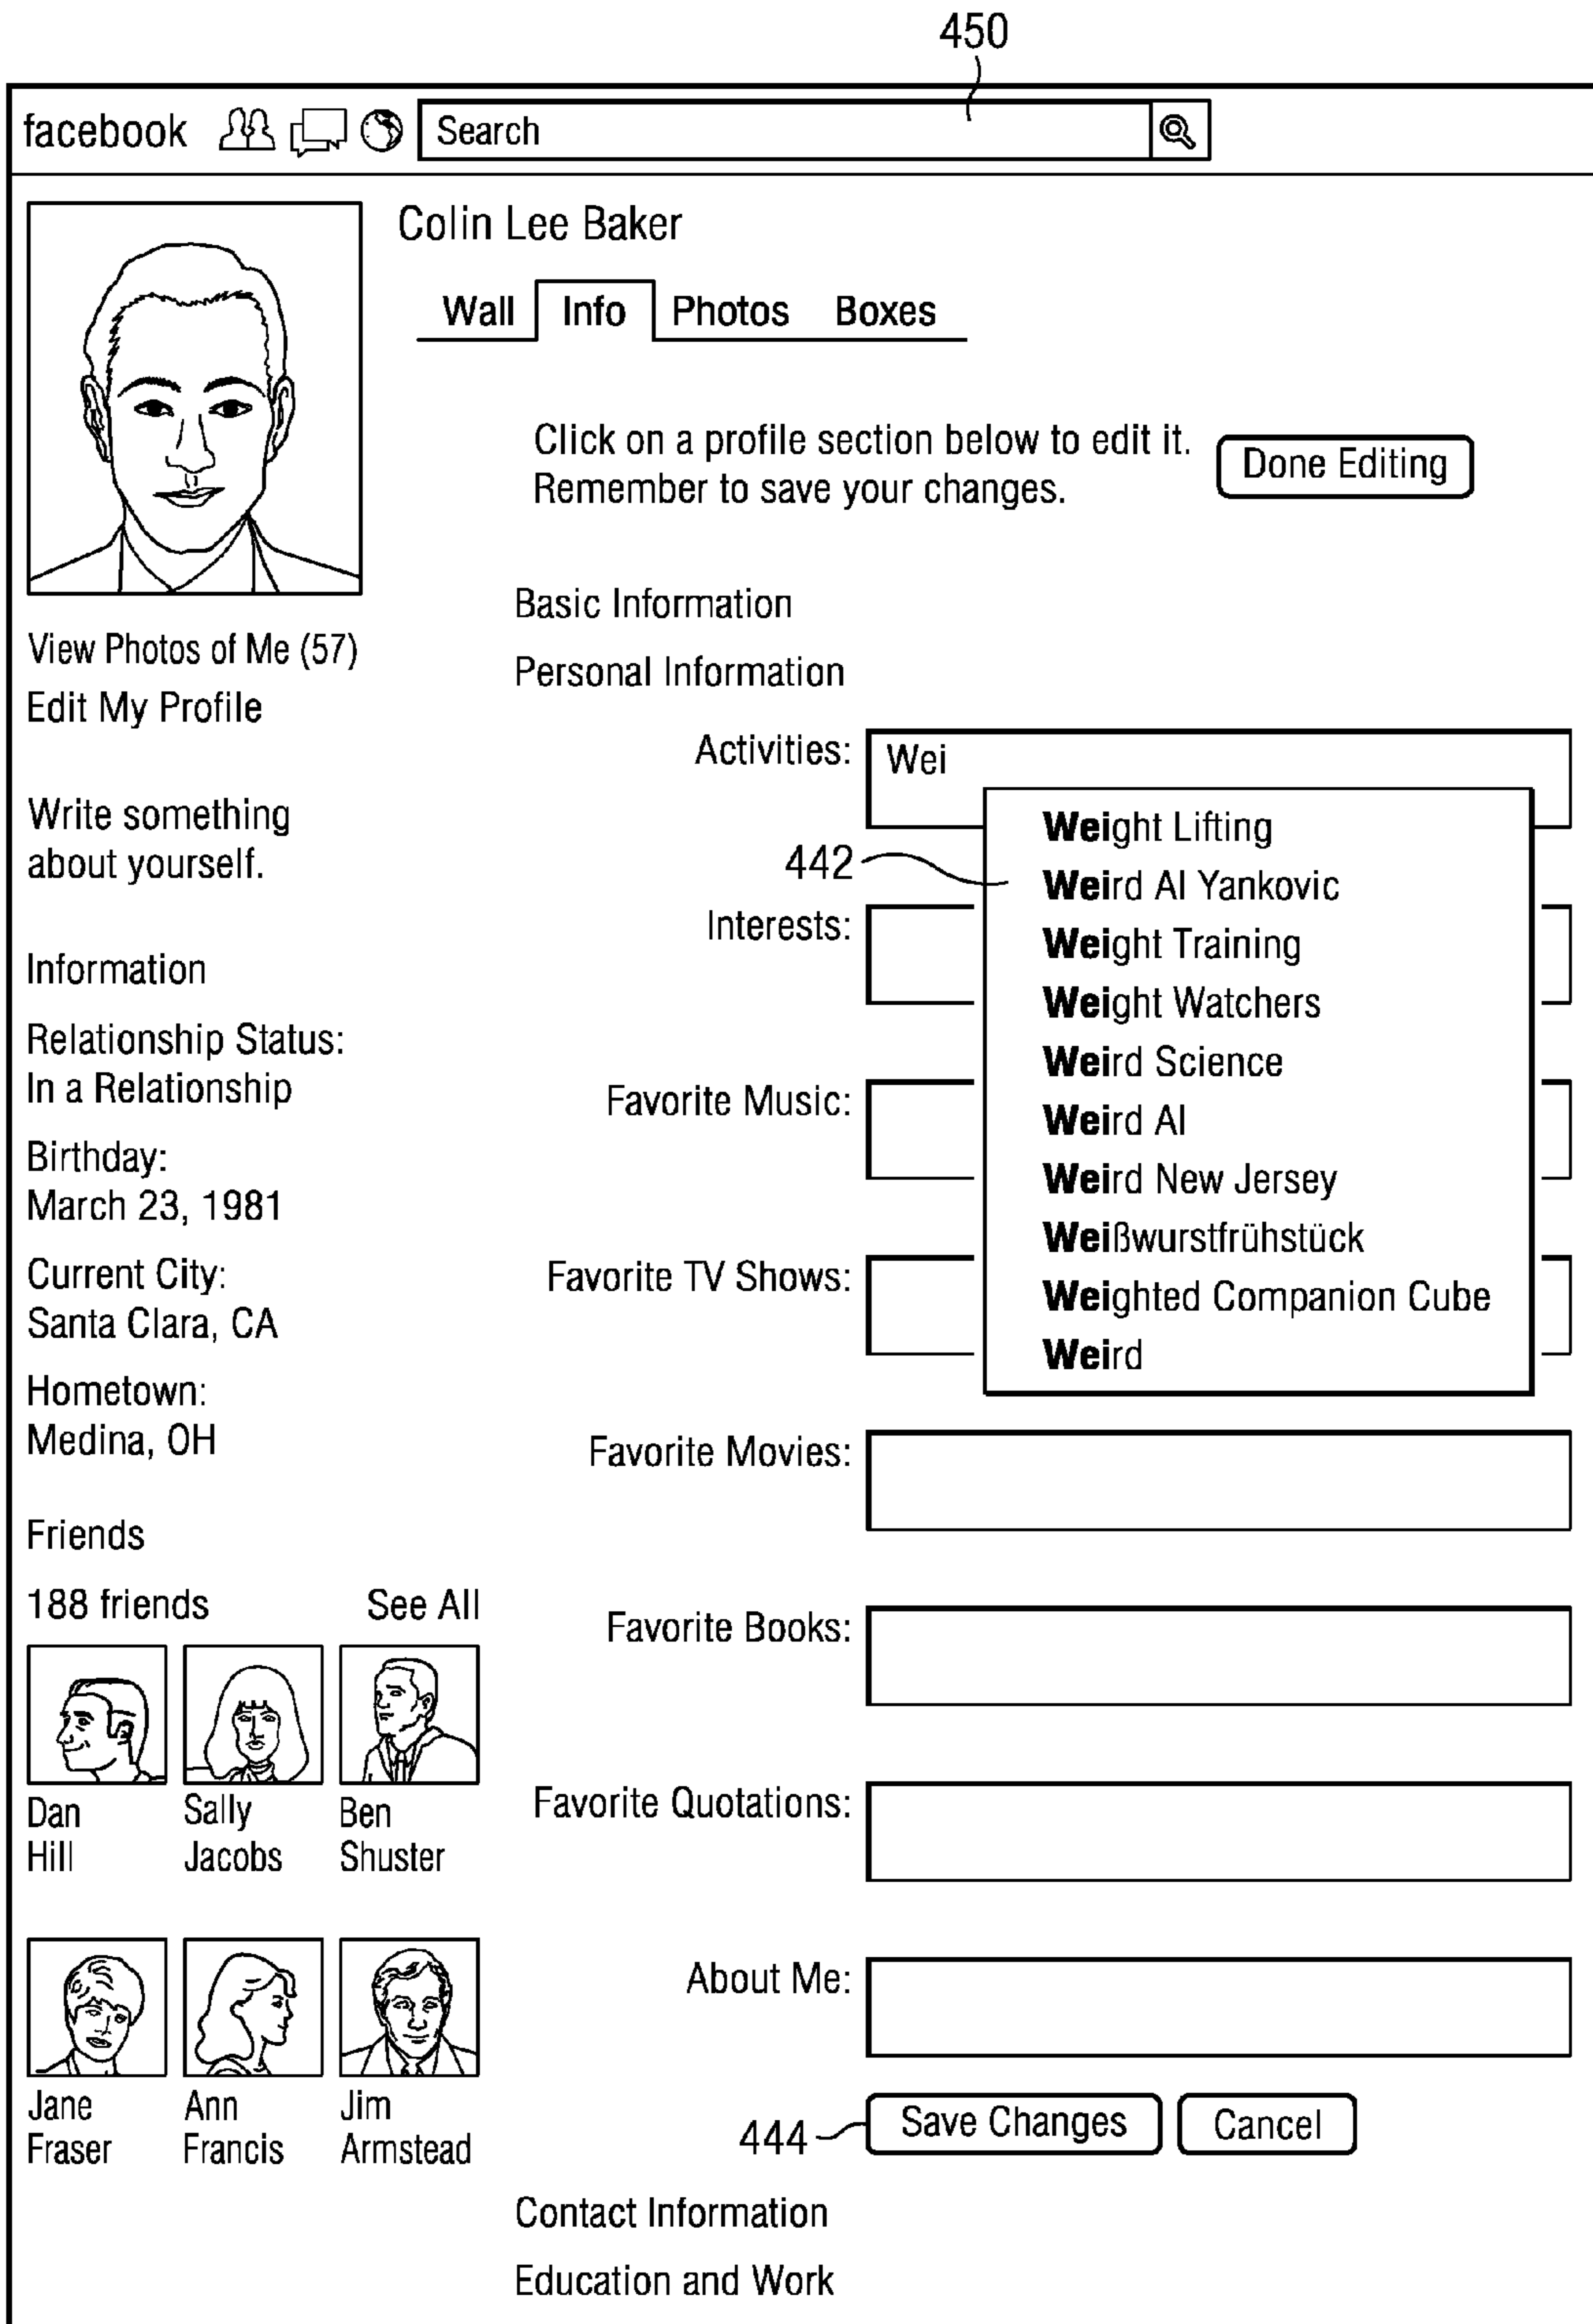 450
facebook
Search
Colin Lee Baker
Wall Info Photos Boxes
Click on a profile section below to edit it.
Remember to save your changes.
Done Editing
View Photos of Me (57)
Edit My Profile
Write something
about yourself.
Information
Relationship Status:
In a Relationship
Birthday:
March 23, 1981
Current City:
Santa Clara, CA
Hometown:
Medina, OH
Friends
188 friends See All
Dan
Hill
Sally
Jacobs
Ben
Shuster
Jane
Fraser
Ann
Francis
Jim
Armstead
Basic Information
Personal Information
Activities: Wei
442
Weight Lifting
Weird Al Yankovic
Weight Training
Weight Watchers
Weird Science
Weird Al
Weird New Jersey
Weißwurstfrühstück
Weighted Companion Cube
Weird
Interests:
Favorite Music:
Favorite TV Shows:
Favorite Movies:
Favorite Books:
Favorite Quotations:
About Me:
444
Save Changes Cancel
Contact Information
Education and Work